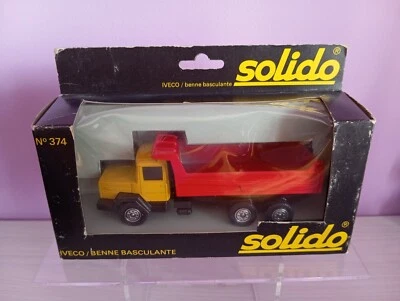 IVECO / benne basculante
solido®
N° 374
IVECO / BENNE BASCULANTE
solido®